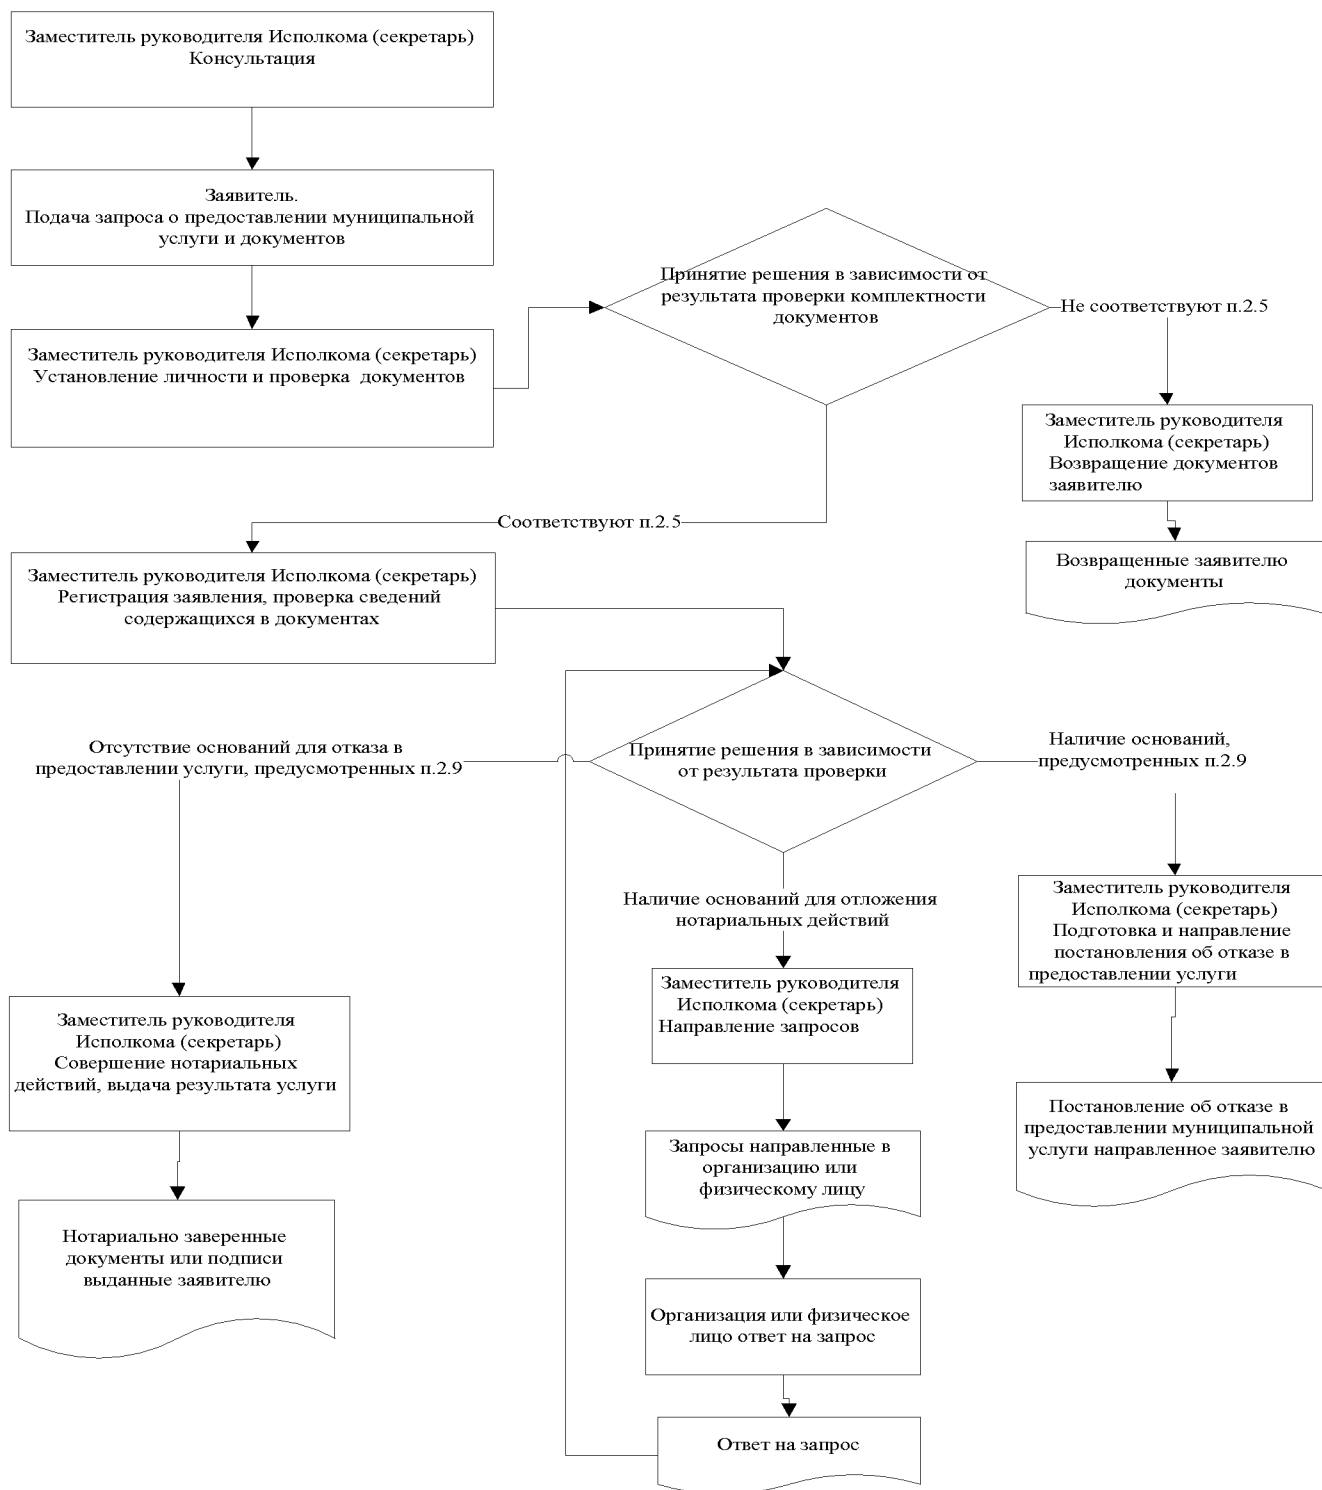 Заместитель руководителя Исполкома (секретарь)
Консультация
Заявитель.
Подача запроса о предоставлении муниципальной
услуги и документов
Заместитель руководителя Исполкома (секретарь)
Установление личности и проверка документов
Принятие решения в зависимости от
результата проверки комплектности
документов
Не соответствуют п.2.5
Заместитель руководителя
Исполкома (секретарь)
Возвращение документов
заявителю
Возвращенные заявителю
документы
Соответствуют п.2.5
Заместитель руководителя Исполкома (секретарь)
Регистрация заявления, проверка сведений
содержащихся в документах
Принятие решения в зависимости
от результата проверки
Отсутствие оснований для отказа в
предоставлении услуги, предусмотренных п.2.9
Наличие оснований,
предусмотренных п.2.9
Наличие оснований для отложения
нотариальных действий
Заместитель руководителя
Исполкома (секретарь)
Совершение нотариальных
действий, выдача результата услуги
Нотариально заверенные
документы или подписи
выданные заявителю
Заместитель руководителя
Исполкома (секретарь)
Направление запросов
Запросы направленные в
организацию или
физическому лицу
Организация или физическое
лицо ответ на запрос
Ответ на запрос
Заместитель руководителя
Исполкома (секретарь)
Подготовка и направление
постановления об отказе в
предоставлении услуги
Постановление об отказе в
предоставлении муниципальной
услуги направленное заявителю